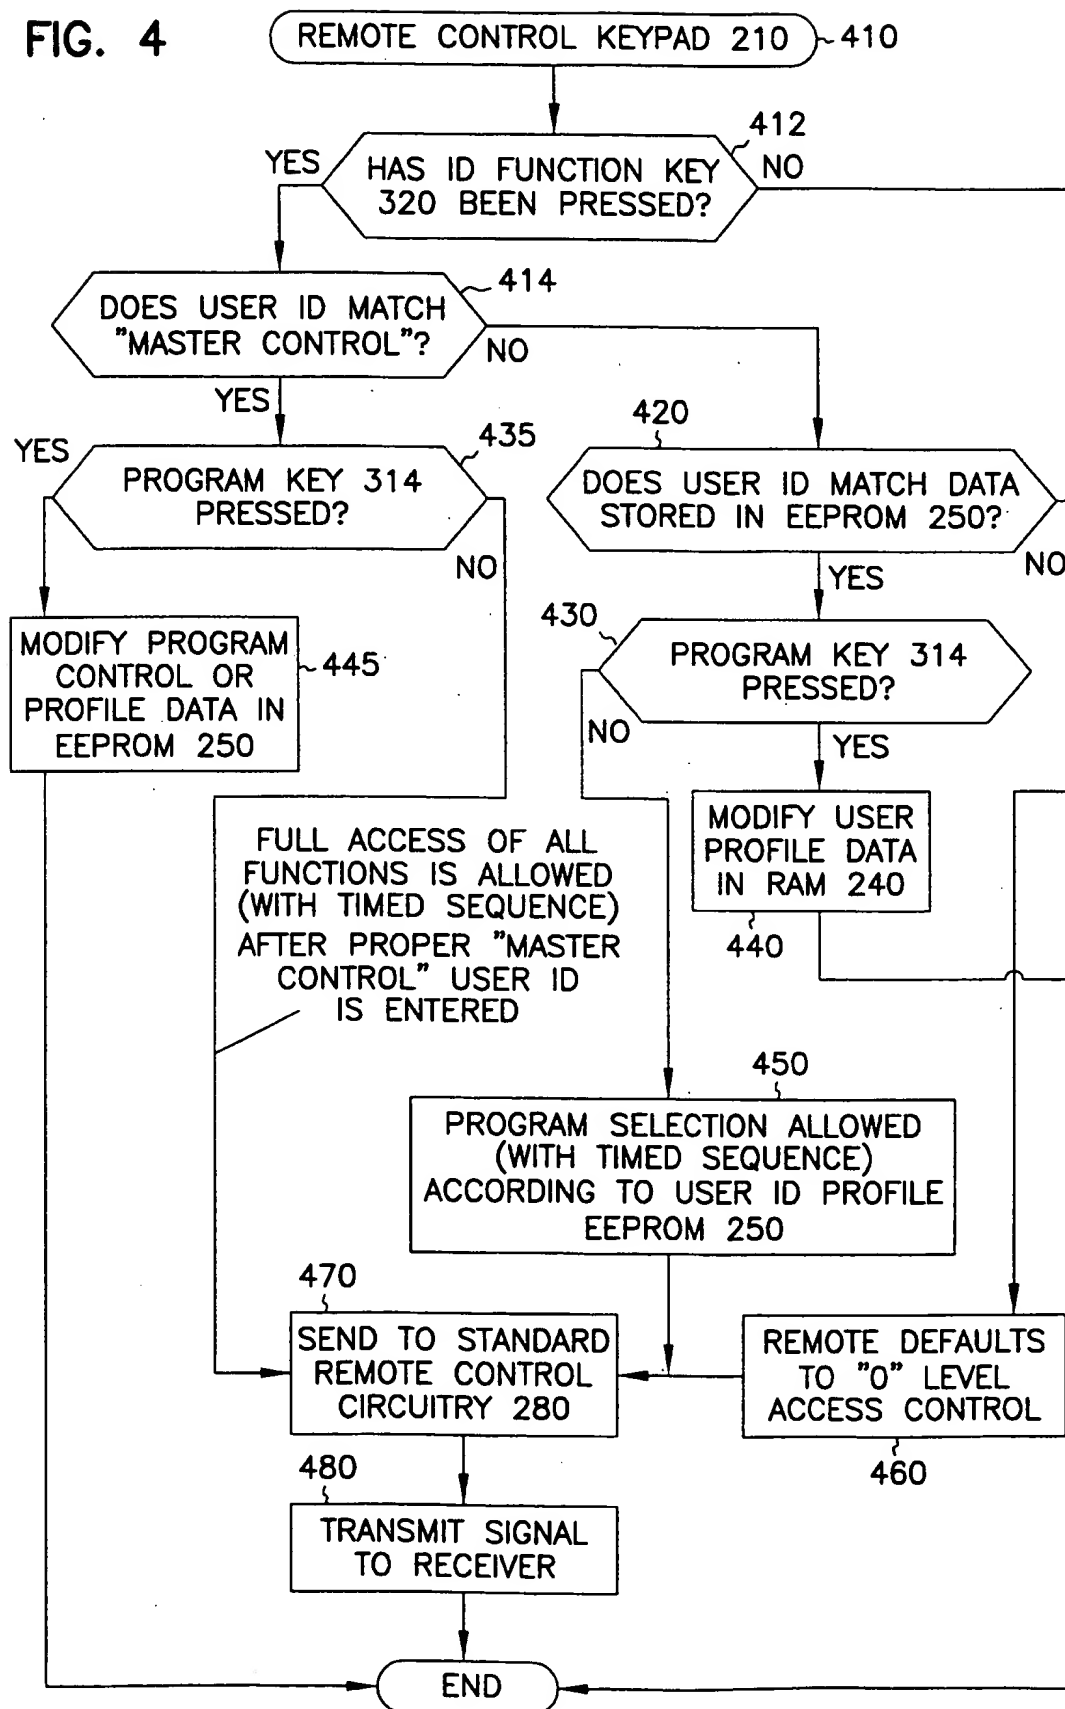 FIG. 4
REMOTE CONTROL KEYPAD 210
410
412
HAS ID FUNCTION KEY
320 BEEN PRESSED?
YES
NO
414
DOES USER ID MATCH
"MASTER CONTROL"?
NO
YES
435
YES
PROGRAM KEY 314
PRESSED?
NO
420
DOES USER ID MATCH DATA
STORED IN EEPROM 250?
NO
YES
430
PROGRAM KEY 314
PRESSED?
NO
YES
MODIFY PROGRAM
CONTROL OR
PROFILE DATA IN
EEPROM 250
445
MODIFY USER
PROFILE DATA
IN RAM 240
440
FULL ACCESS OF ALL
FUNCTIONS IS ALLOWED
(WITH TIMED SEQUENCE)
AFTER PROPER "MASTER
CONTROL" USER ID
IS ENTERED
450
PROGRAM SELECTION ALLOWED
(WITH TIMED SEQUENCE)
ACCORDING TO USER ID PROFILE
EEPROM 250
470
SEND TO STANDARD
REMOTE CONTROL
CIRCUITRY 280
REMOTE DEFAULTS
TO "0" LEVEL
ACCESS CONTROL
460
480
TRANSMIT SIGNAL
TO RECEIVER
END